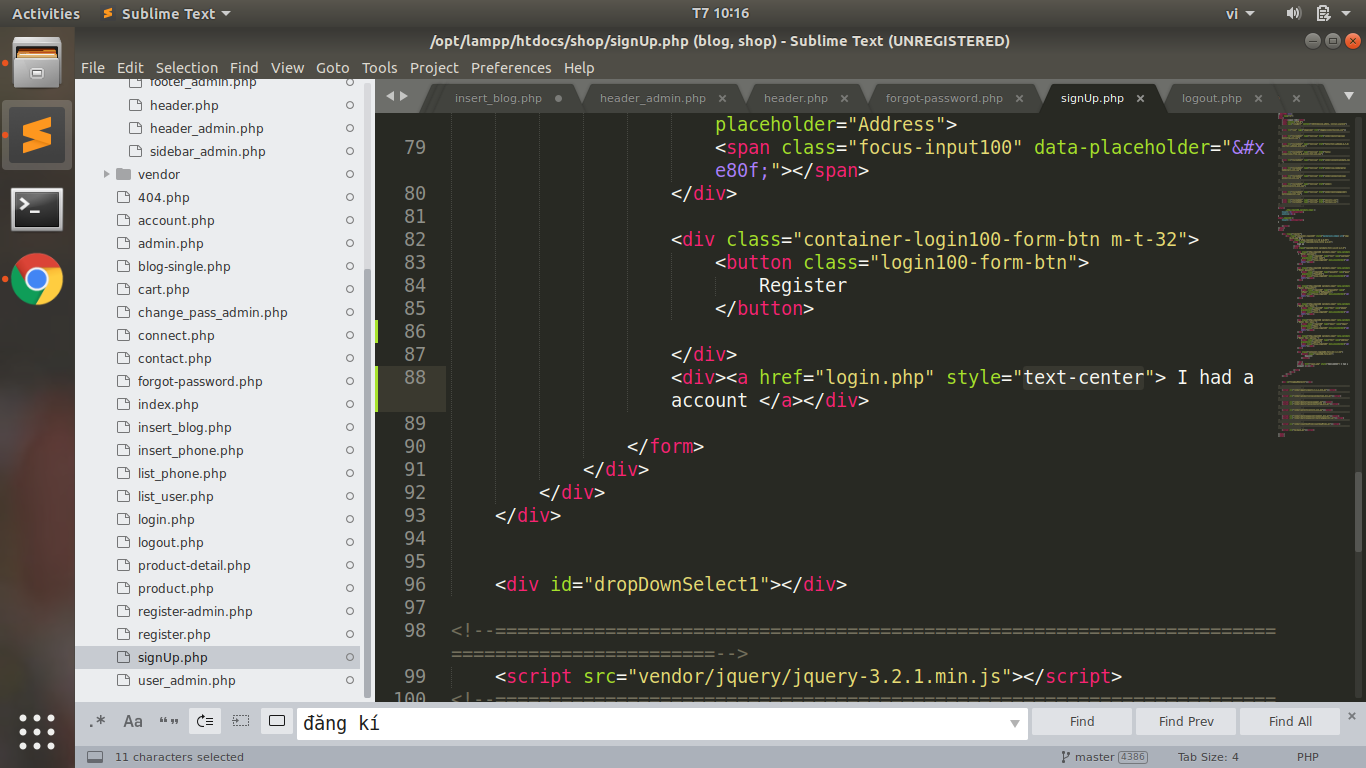 Activities Sublime Text T7 10:16 vi
/opt/lampp/htdocs/shop/signUp.php (blog, shop) - Sublime Text (UNREGISTERED)
File Edit Selection Find View Goto Tools Project Preferences Help
footer_admin.php
header.php
header_admin.php
sidebar_admin.php
vendor
404.php
account.php
admin.php
blog-single.php
cart.php
change_pass_admin.php
connect.php
contact.php
forgot-password.php
index.php
insert_blog.php
insert_phone.php
list_phone.php
list_user.php
login.php
logout.php
product-detail.php
product.php
register-admin.php
register.php
signUp.php
user_admin.php
insert_blog.php header_admin.php header.php forgot-password.php signUp.php logout.php
placeholder="Address">
79 <span class="focus-input100" data-placeholder="&#x
e80f;"></span>
80 </div>
81
82 <div class="container-login100-form-btn m-t-32">
83 <button class="login100-form-btn">
84 Register
85 </button>
86
87 </div>
88 <div><a href="login.php" style="text-center"> I had a
account </a></div>
89
90 </form>
91 </div>
92 </div>
93 </div>
94
95
96 <div id="dropDownSelect1"></div>
97
98 <!--=======================================================================
========================-->
99 <script src="vendor/jquery/jquery-3.2.1.min.js"></script>
100 <!--=======================================================================
.* Aa “” đăng kí Find Find Prev Find All
11 characters selected master 4386 Tab Size: 4 PHP